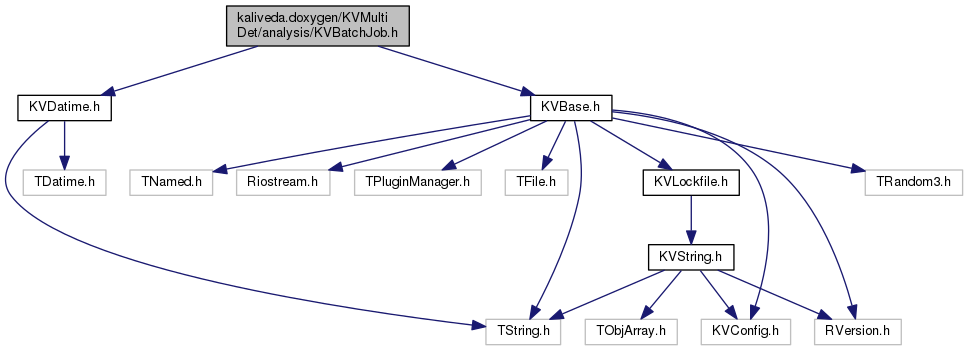 kaliveda.doxygen/KVMulti
Det/analysis/KVBatchJob.h
KVDatime.h
KVBase.h
TDatime.h
TNamed.h
Riostream.h
TPluginManager.h
TFile.h
KVLockfile.h
TRandom3.h
KVString.h
TString.h
TObjArray.h
KVConfig.h
RVersion.h